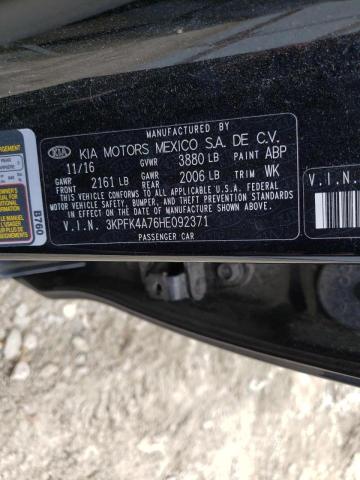 MANUFACTURED BY
KIA KIA MOTORS MEXICO S.A. DE C.V.
11/16 GVWR 3880 LB PAINT ABP
GAWR FRONT 2161 LB GAWR REAR 2006 LB TRIM WK
THIS VEHICLE CONFORMS TO ALL APPLICABLE U.S.A. FEDERAL
SAFETY, BUMPER, AND THEFT PREVENTION STANDARDS
IN EFFECT ON THE DATE OF MANUFACTURE SHOWN ABOVE.
V.I.N. 3KPFK4A76HE092371
PASSENGER CAR
V.I.N.
B760